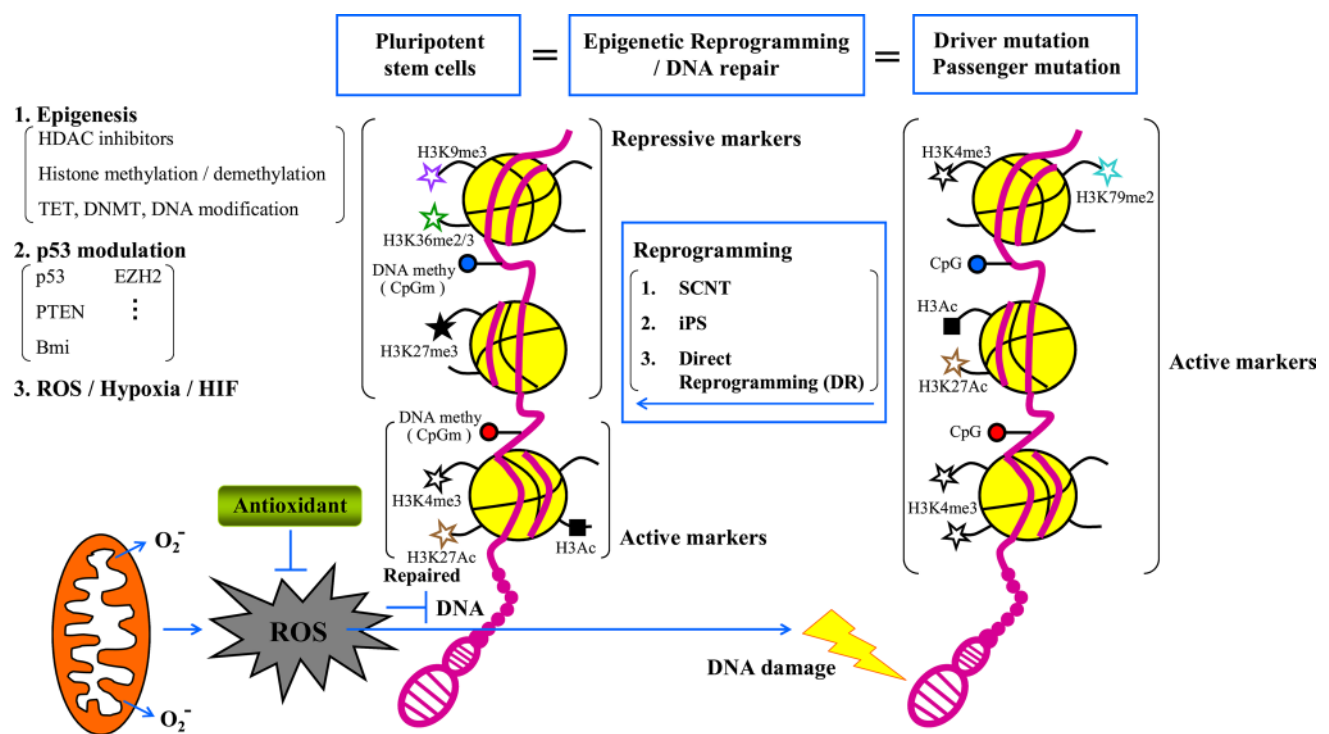 Pluripotent
stem cells
=
Epigenetic Reprogramming
/ DNA repair
=
Driver mutation
Passenger mutation
1. Epigenesis
HDAC inhibitors
Histone methylation / demethylation
TET, DNMT, DNA modification
2. p53 modulation
p53 EZH2
PTEN ⋮
Bmi
3. ROS / Hypoxia / HIF
H3K9me3
H3K36me2/3
DNA methy
( CpGm )
H3K27me3
Repressive markers
DNA methy
( CpGm )
H3K4me3
H3K27Ac
H3Ac
Active markers
Reprogramming
1. SCNT
2. iPS
3. Direct
Reprogramming (DR)
H3K4me3
H3K79me2
CpG
H3Ac
H3K27Ac
CpG
H3K4me3
Active markers
Antioxidant
O2-
O2-
ROS
Repaired
DNA
DNA damage